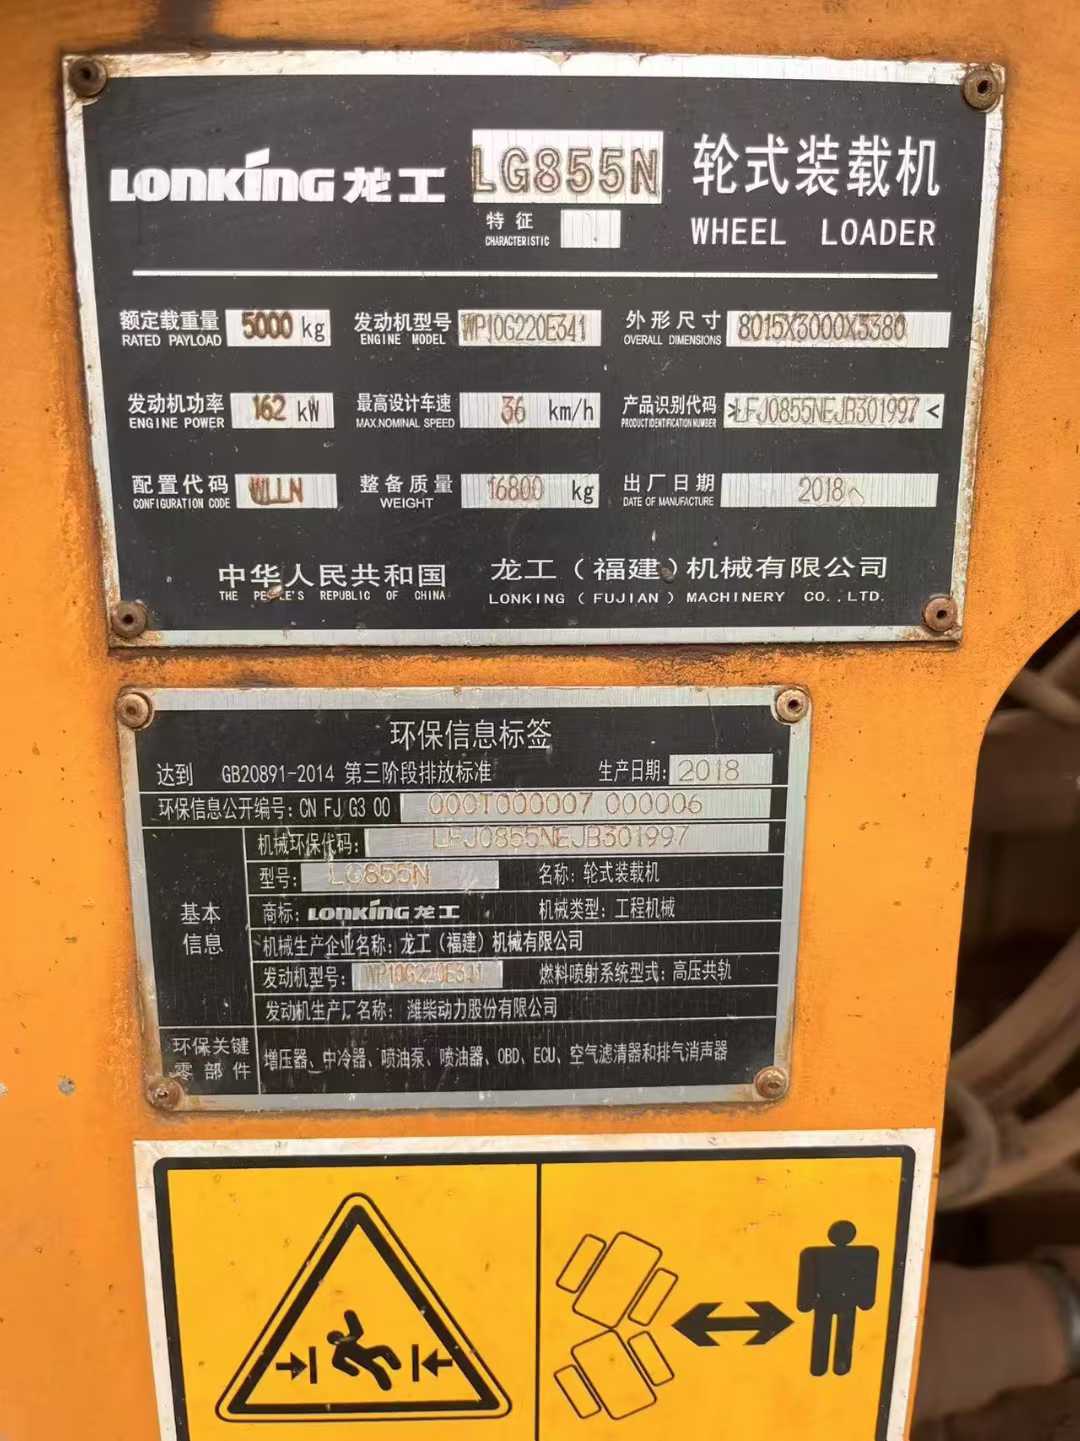 LONKING 龙工 LG855N 轮式装载机
特征
CHARACTERISTIC
WHEEL LOADER
额定载重量 5000 kg 发动机型号 WP10G220E341 外形尺寸 8015X3000X3380
RATED PAYLOAD ENGINE MODEL OVERALL DIMENSIONS
发动机功率 162 kW 最高设计车速 36 km/h 产品识别代码 >LFJ0855NEJB301997<
ENGINE POWER MAX.NOMINAL SPEED PRODUCT IDENTIFICATION NUMBER
配置代码 WLLN 整备质量 16800 kg 出厂日期 2018
CONFIGURATION CODE WEIGHT DATE OF MANUFACTURE
中华人民共和国 龙工（福建）机械有限公司
THE PEOPLE'S REPUBLIC OF CHINA LONKING (FUJIAN) MACHINERY CO.,LTD.
环保信息标签
达到 GB20891-2014 第三阶段排放标准 生产日期: 2018
环保信息公开编号: CN FJ G3 00 000T000007 000006
基本信息
机械环保代码: LFJ0855NEJB301997
型号: LG855N 名称: 轮式装载机
商标: LONKING 龙工 机械类型: 工程机械
机械生产企业名称: 龙工（福建）机械有限公司
发动机型号: WP10G220E341 燃料喷射系统型式: 高压共轨
发动机生产厂名称: 潍柴动力股份有限公司
环保关键零部件
增压器、中冷器、喷油泵、喷油器、OBD、ECU、空气滤清器和排气消声器